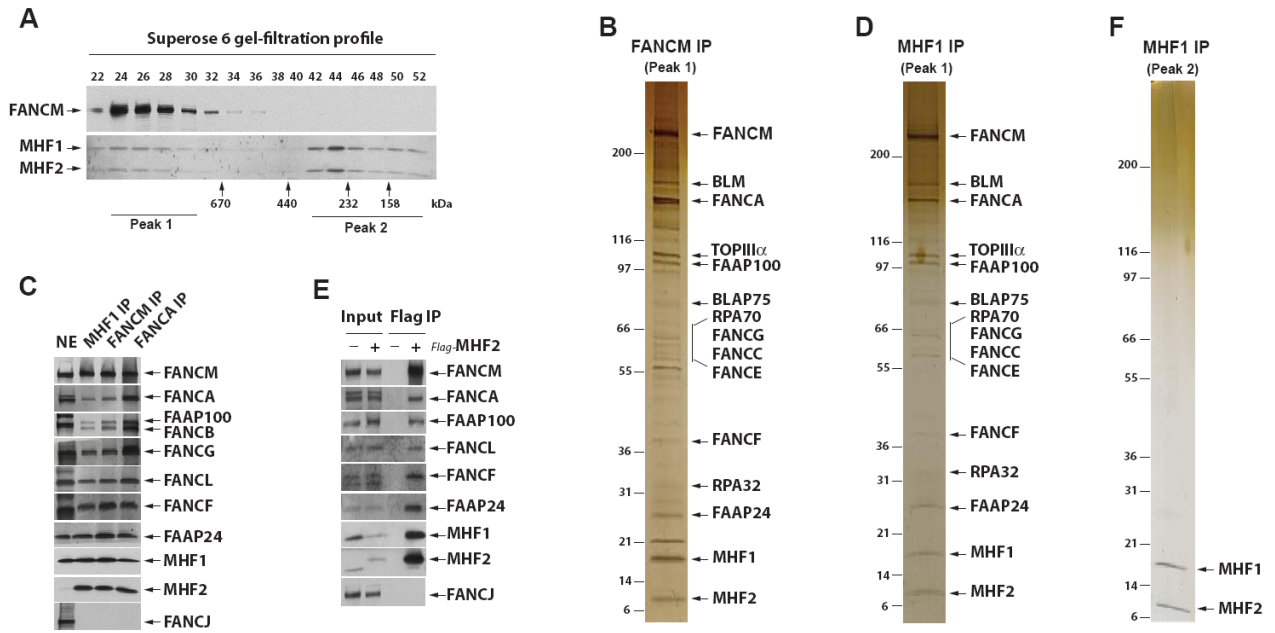 A
Superose 6 gel-filtration profile
22 24 26 28 30 32 34 36 38 40 42 44 46 48 50 52
FANCM
MHF1
MHF2
670 440 232 158 kDa
Peak 1 Peak 2
B
FANCM IP
(Peak 1)
FANCM
200
BLM
FANCA
116
TOPIIIα
97
FAAP100
BLAP75
RPA70
66
FANCG
FANCC
55
FANCE
36
FANCF
31
RPA32
FAAP24
21
MHF1
14
MHF2
6
D
MHF1 IP
(Peak 1)
FANCM
200
BLM
FANCA
116
TOPIIIα
97
FAAP100
BLAP75
RPA70
66
FANCG
FANCC
55
FANCE
FANCF
36
RPA32
31
FAAP24
21
MHF1
14
MHF2
6
F
MHF1 IP
(Peak 2)
200
116
97
66
55
36
31
21
MHF1
14
MHF2
6
C
NE MHF1 IP FANCM IP FANCA IP
FANCM
FANCA
FAAP100
FANCB
FANCG
FANCL
FANCF
FAAP24
MHF1
MHF2
FANCJ
E
Input Flag IP
– + – + Flag-MHF2
FANCM
FANCA
FAAP100
FANCL
FANCF
FAAP24
MHF1
MHF2
FANCJ